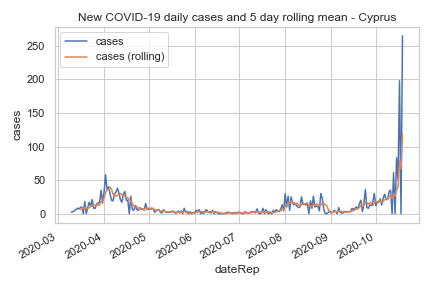 New COVID-19 daily cases and 5 day rolling mean - Cyprus
cases
cases (rolling)
250
200
150
100
50
0
cases
2020-03
2020-04
2020-05
2020-06
2020-07
2020-08
2020-09
2020-10
dateRep